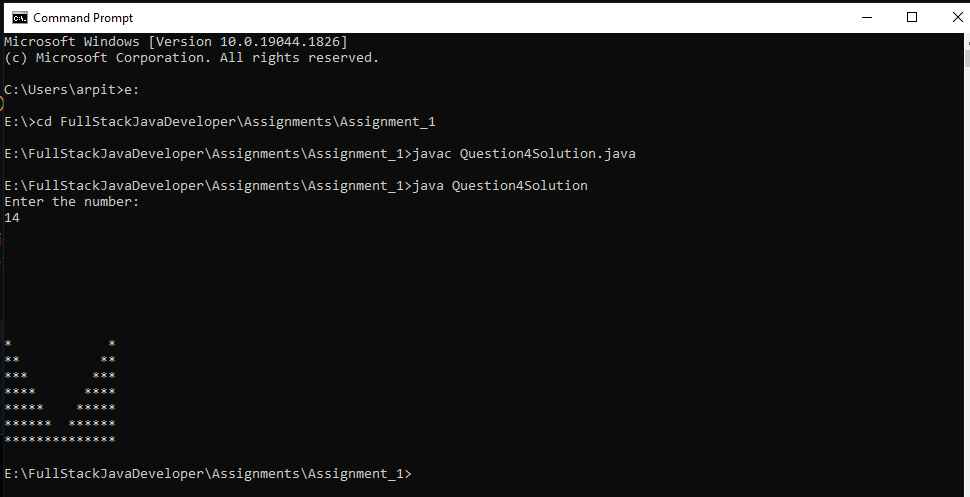 Command Prompt
Microsoft Windows [Version 10.0.19044.1826]
(c) Microsoft Corporation. All rights reserved.
C:\Users\arpit>e:
E:\>cd FullStackJavaDeveloper\Assignments\Assignment_1
E:\FullStackJavaDeveloper\Assignments\Assignment_1>javac Question4Solution.java
E:\FullStackJavaDeveloper\Assignments\Assignment_1>java Question4Solution
Enter the number:
14
*            *
**          **
***        ***
****      ****
*****    *****
******  ******
**************
E:\FullStackJavaDeveloper\Assignments\Assignment_1>